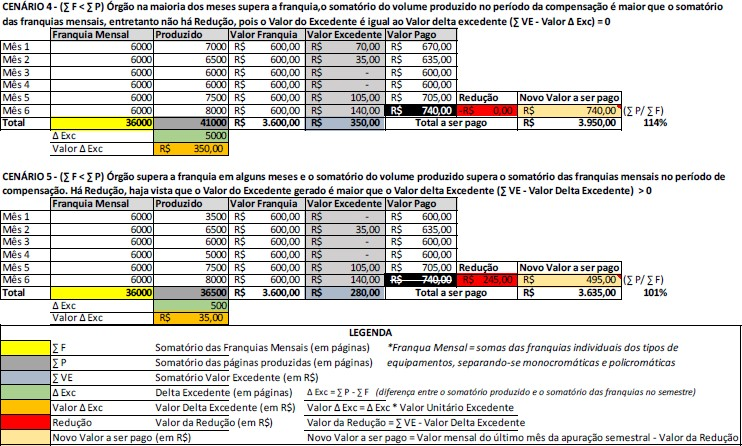 CENÁRIO 4 - (∑ F < ∑ P) Órgão na maioria dos meses supera a franquia,o somatório do volume produzido no período da compensação é maior que o somatório
das franquias mensais, entretanto não há Redução, pois o Valor do Excedente é igual ao Valor delta excedente (∑ VE - Valor Δ Exc) = 0
Franquia Mensal Produzido Valor Franquia Valor Excedente Valor Pago
Mês 1 6000 7000 R$ 600,00 R$ 70,00 R$ 670,00
Mês 2 6000 6500 R$ 600,00 R$ 35,00 R$ 635,00
Mês 3 6000 6000 R$ 600,00 R$ - R$ 600,00
Mês 4 6000 6000 R$ 600,00 R$ - R$ 600,00
Mês 5 6000 7500 R$ 600,00 R$ 105,00 R$ 705,00 Redução Novo Valor a ser pago
Mês 6 6000 8000 R$ 600,00 R$ 140,00 R$ 740,00 -R$ 0,00 R$ 740,00 (∑ P/ ∑ F)
Total 36000 41000 R$ 3.600,00 R$ 350,00 Total a ser pago R$ 3.950,00 114%
Δ Exc 5000
Valor Δ Exc R$ 350,00
CENÁRIO 5 - (∑ F < ∑ P) Órgão supera a franquia em alguns meses e o somatório do volume produzido supera o somatório das franquias mensais no período de
compensação. Há Redução, haja vista que o Valor do Excedente gerado é maior que o Valor delta Excedente (∑ VE - Valor Delta Excedente) > 0
Franquia Mensal Produzido Valor Franquia Valor Excedente Valor Pago
Mês 1 6000 3500 R$ 600,00 R$ - R$ 600,00
Mês 2 6000 6500 R$ 600,00 R$ 35,00 R$ 635,00
Mês 3 6000 6000 R$ 600,00 R$ - R$ 600,00
Mês 4 6000 5000 R$ 600,00 R$ - R$ 600,00
Mês 5 6000 7500 R$ 600,00 R$ 105,00 R$ 705,00 Redução Novo Valor a ser pago
Mês 6 6000 8000 R$ 600,00 R$ 140,00 R$ 740,00 R$ 245,00 R$ 495,00 (∑ P/ ∑ F)
Total 36000 36500 R$ 3.600,00 R$ 280,00 Total a ser pago R$ 3.635,00 101%
Δ Exc 500
Valor Δ Exc R$ 35,00
LEGENDA
∑ F Somatório das Franquias Mensais (em páginas) *Franqua Mensal = somas das franquias individuais dos tipos de
∑ P Somatório das páginas produzidas (em páginas) equipamentos, separando-se monocromáticas e policromáticas
∑ VE Somatório Valor Excedente (em R$)
Δ Exc Delta Excedente (em páginas) Δ Exc = ∑ P - ∑ F (diferença entre o somatório produzido e o somatório das franquias no semestre)
Valor Δ Exc Valor Delta Excedente (em R$) Valor Δ Exc = Δ Exc * Valor Unitário Excedente
Redução Valor da Redução (em R$) Valor da Redução = ∑ VE - Valor Delta Excedente
Novo Valor a ser pago (em R$) Novo Valor a ser pago = Valor mensal do último mês da apuração semestral - Valor da Redução